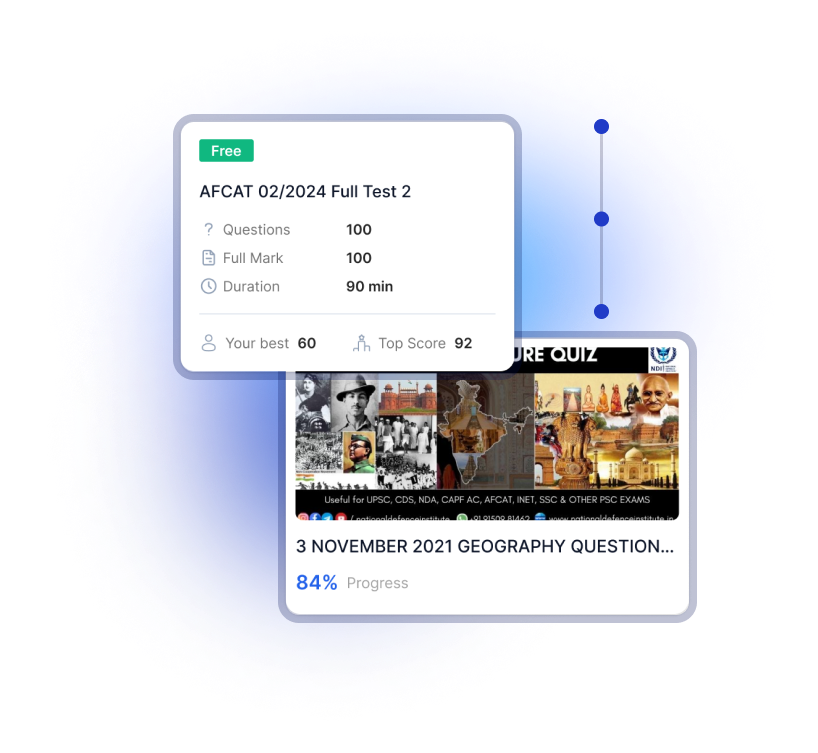 Free
AFCAT 02/2024 Full Test 2
? Questions 100
Full Mark 100
Duration 90 min
Your best 60 Top Score 92
URE QUIZ
NDI
Useful for UPSC, CDS, NDA, CAPF AC, AFCAT, INET, SSC & OTHER PSC EXAMS
/ nationaldefenceinstitute +91 91509 81462 www.nationaldefenceinstitute.in
3 NOVEMBER 2021 GEOGRAPHY QUESTION...
84% Progress